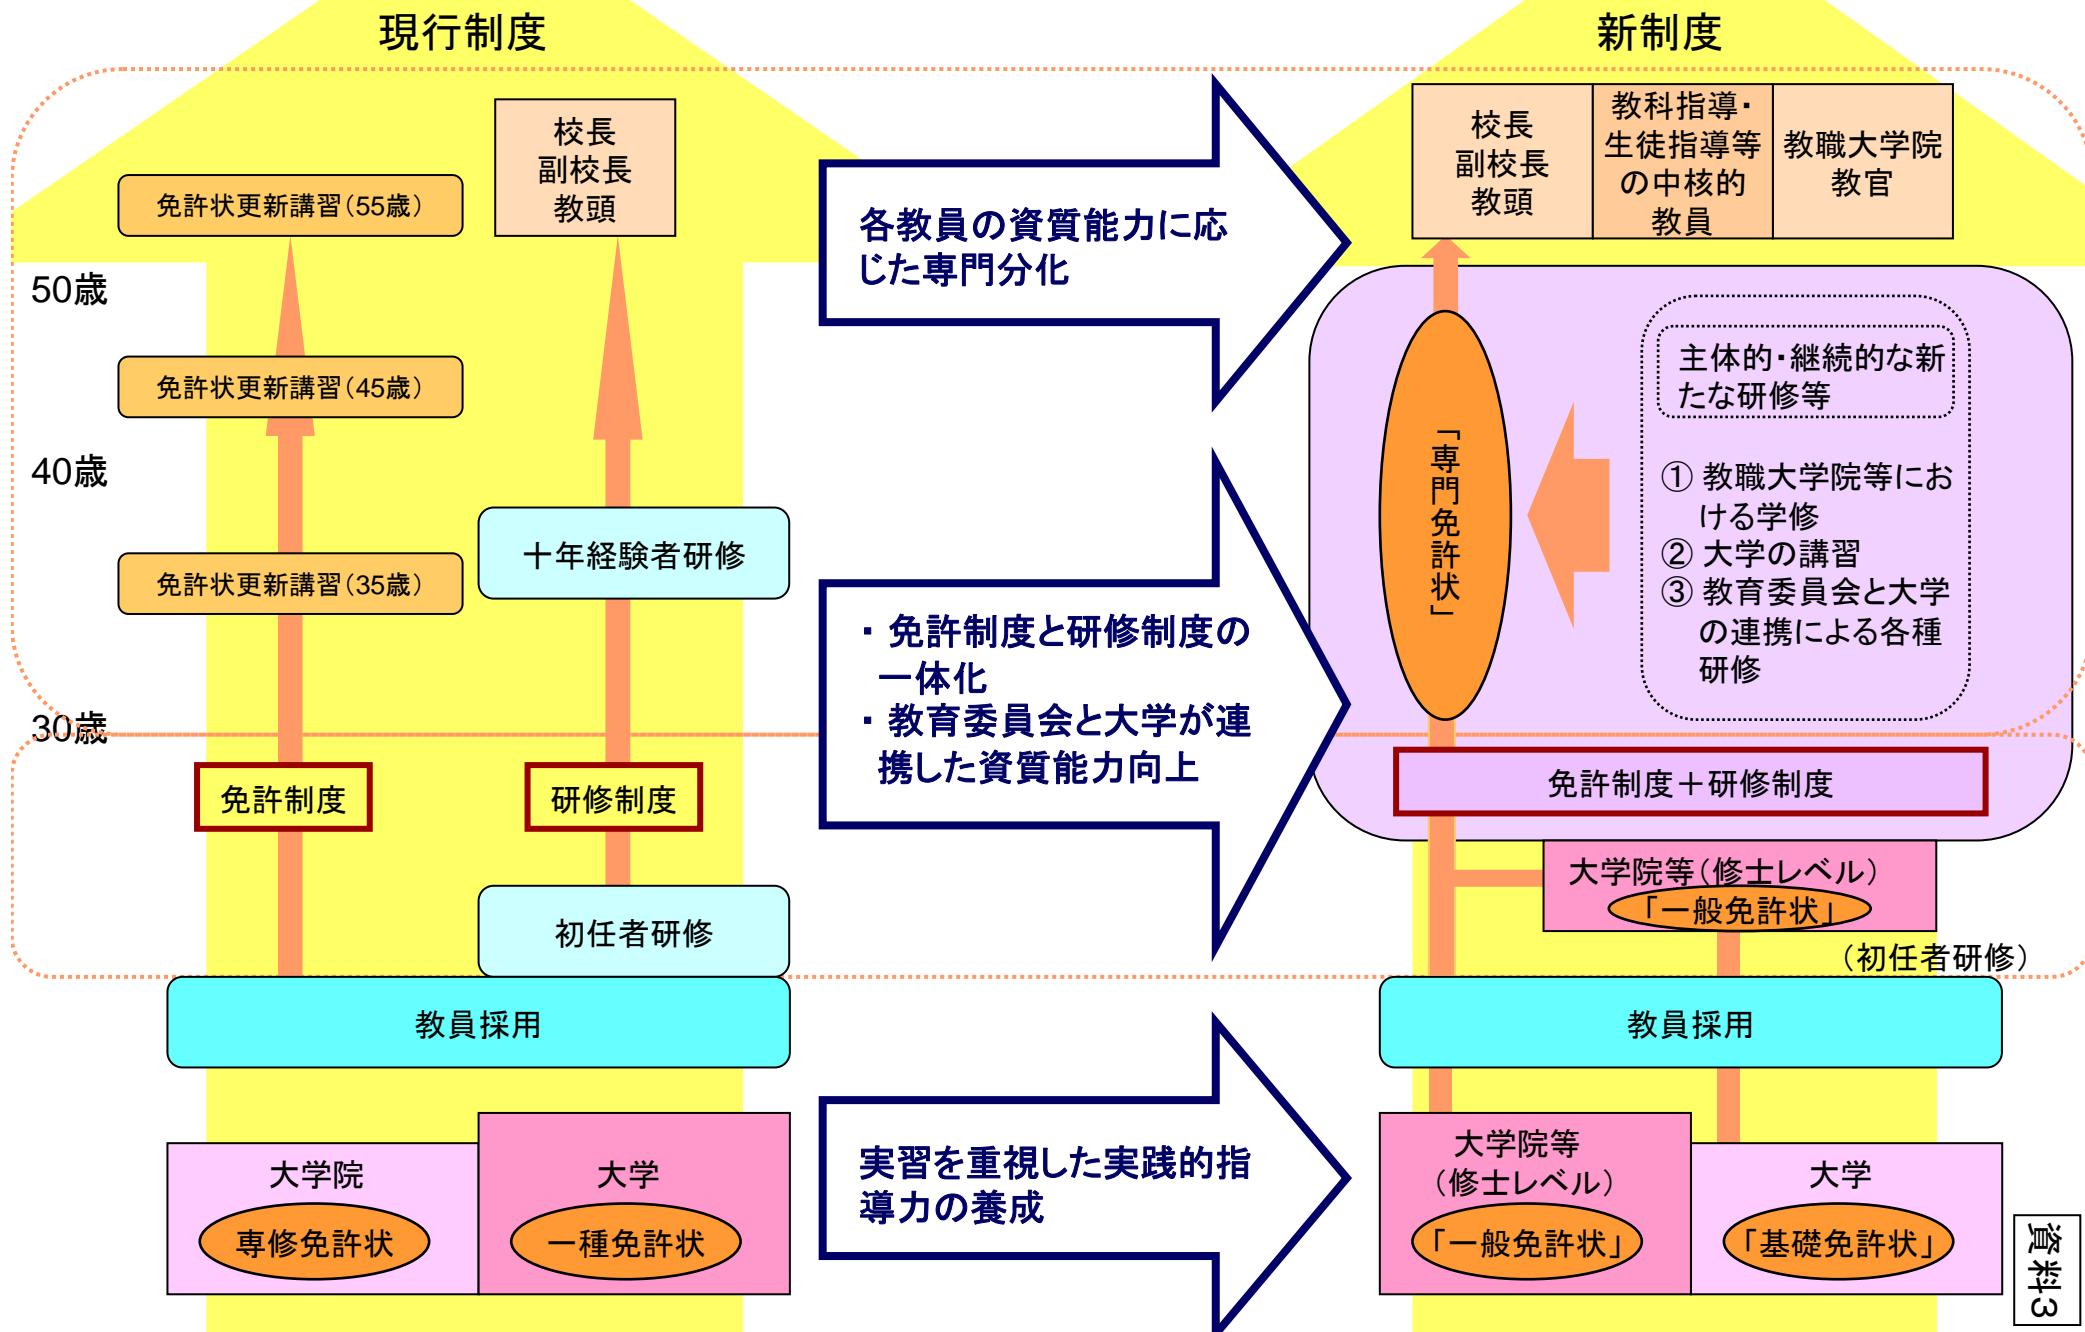 現行制度
新制度
校長
副校長
教頭
免許状更新講習(55歳)
50歳
免許状更新講習(45歳)
40歳
十年経験者研修
免許状更新講習(35歳)
30歳
免許制度
研修制度
初任者研修
教員採用
大学院
専修免許状
大学
一種免許状
各教員の資質能力に応
じた専門分化
・ 免許制度と研修制度の
一体化
・ 教育委員会と大学が連
携した資質能力向上
実習を重視した実践的指
導力の養成
校長
副校長
教頭
教科指導・
生徒指導等
の中核的
教員
教職大学院
教官
「専門免許状」
主体的・継続的な新
たな研修等
① 教職大学院等にお
ける学修
② 大学の講習
③ 教育委員会と大学
の連携による各種
研修
免許制度+研修制度
大学院等(修士レベル)
「一般免許状」
(初任者研修)
教員採用
大学院等
(修士レベル)
「一般免許状」
大学
「基礎免許状」
資料3